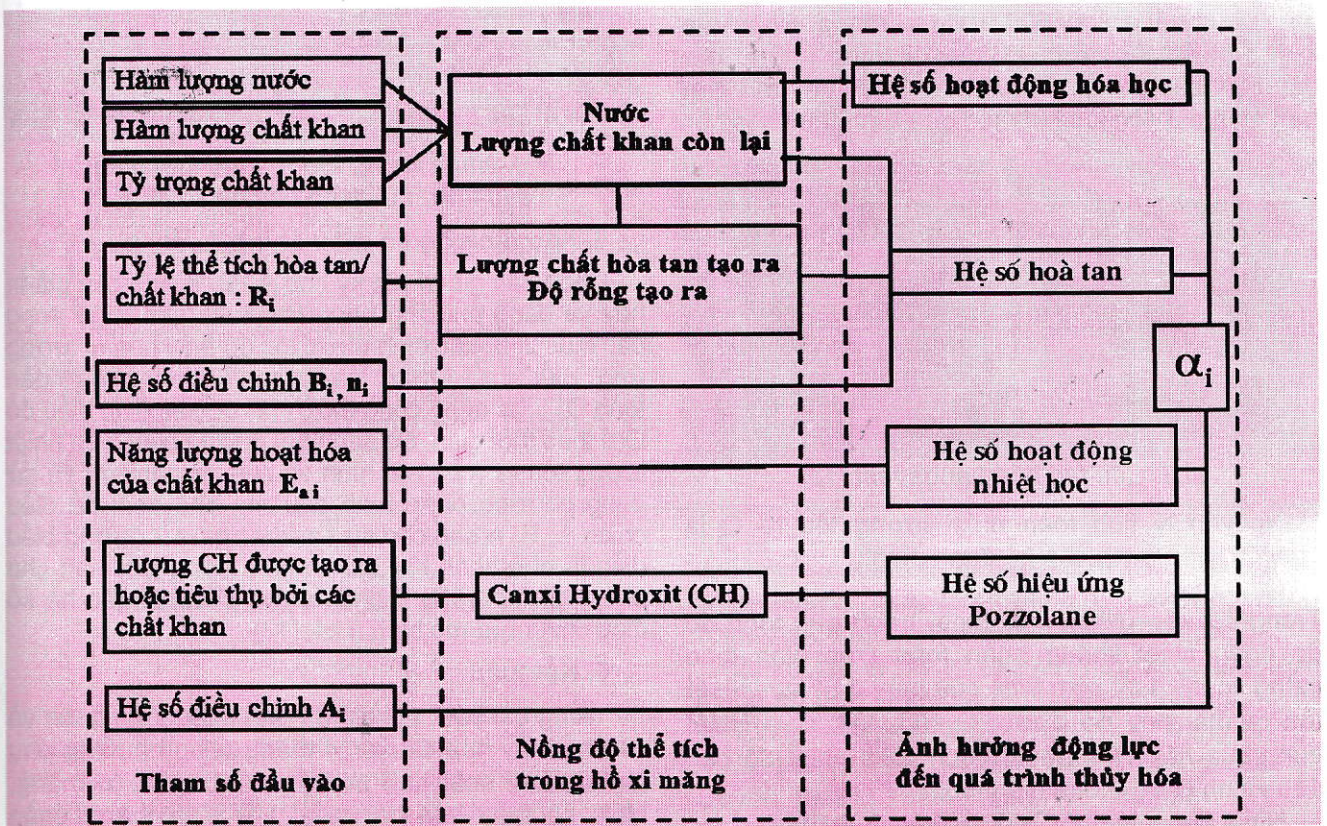 Hàm lượng nước
Hàm lượng chất khan
Tỷ trọng chất khan
Tỷ lệ thể tích hòa tan/
chất khan : Rᵢ
Hệ số điều chỉnh Bᵢ, nᵢ
Năng lượng hoạt hóa
của chất khan Eₐᵢ
Lượng CH được tạo ra
hoặc tiêu thụ bởi các
chất khan
Hệ số điều chỉnh Aᵢ
Tham số đầu vào
Nước
Lượng chất khan còn lại
Lượng chất hòa tan tạo ra
Độ rỗng tạo ra
Canxi Hydroxit (CH)
Nồng độ thể tích
trong hồ xi măng
Hệ số hoạt động hóa học
Hệ số hoà tan
αᵢ
Hệ số hoạt động
nhiệt học
Hệ số hiệu ứng
Pozzolane
Ảnh hưởng động lực
đến quá trình thủy hóa